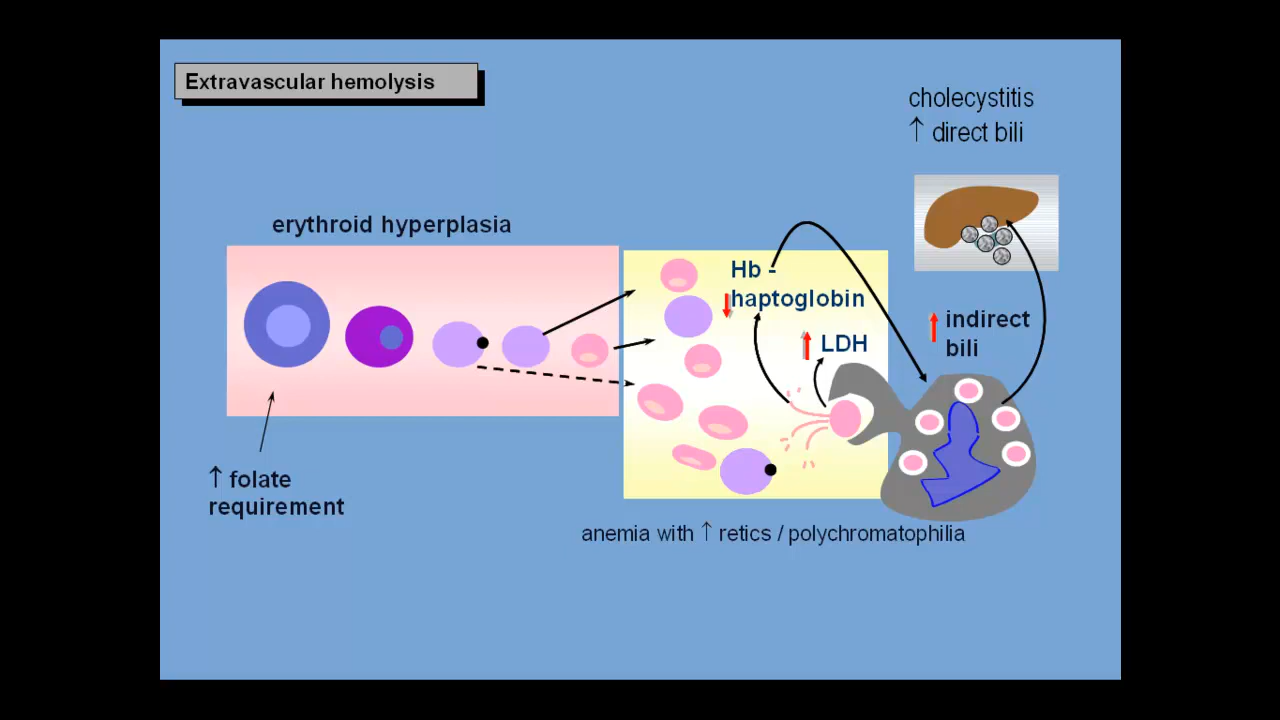 Extravascular hemolysis
cholecystitis
↑ direct bili
erythroid hyperplasia
Hb -
haptoglobin
LDH
indirect
bili
↑ folate
requirement
anemia with ↑ retics / polychromatophilia